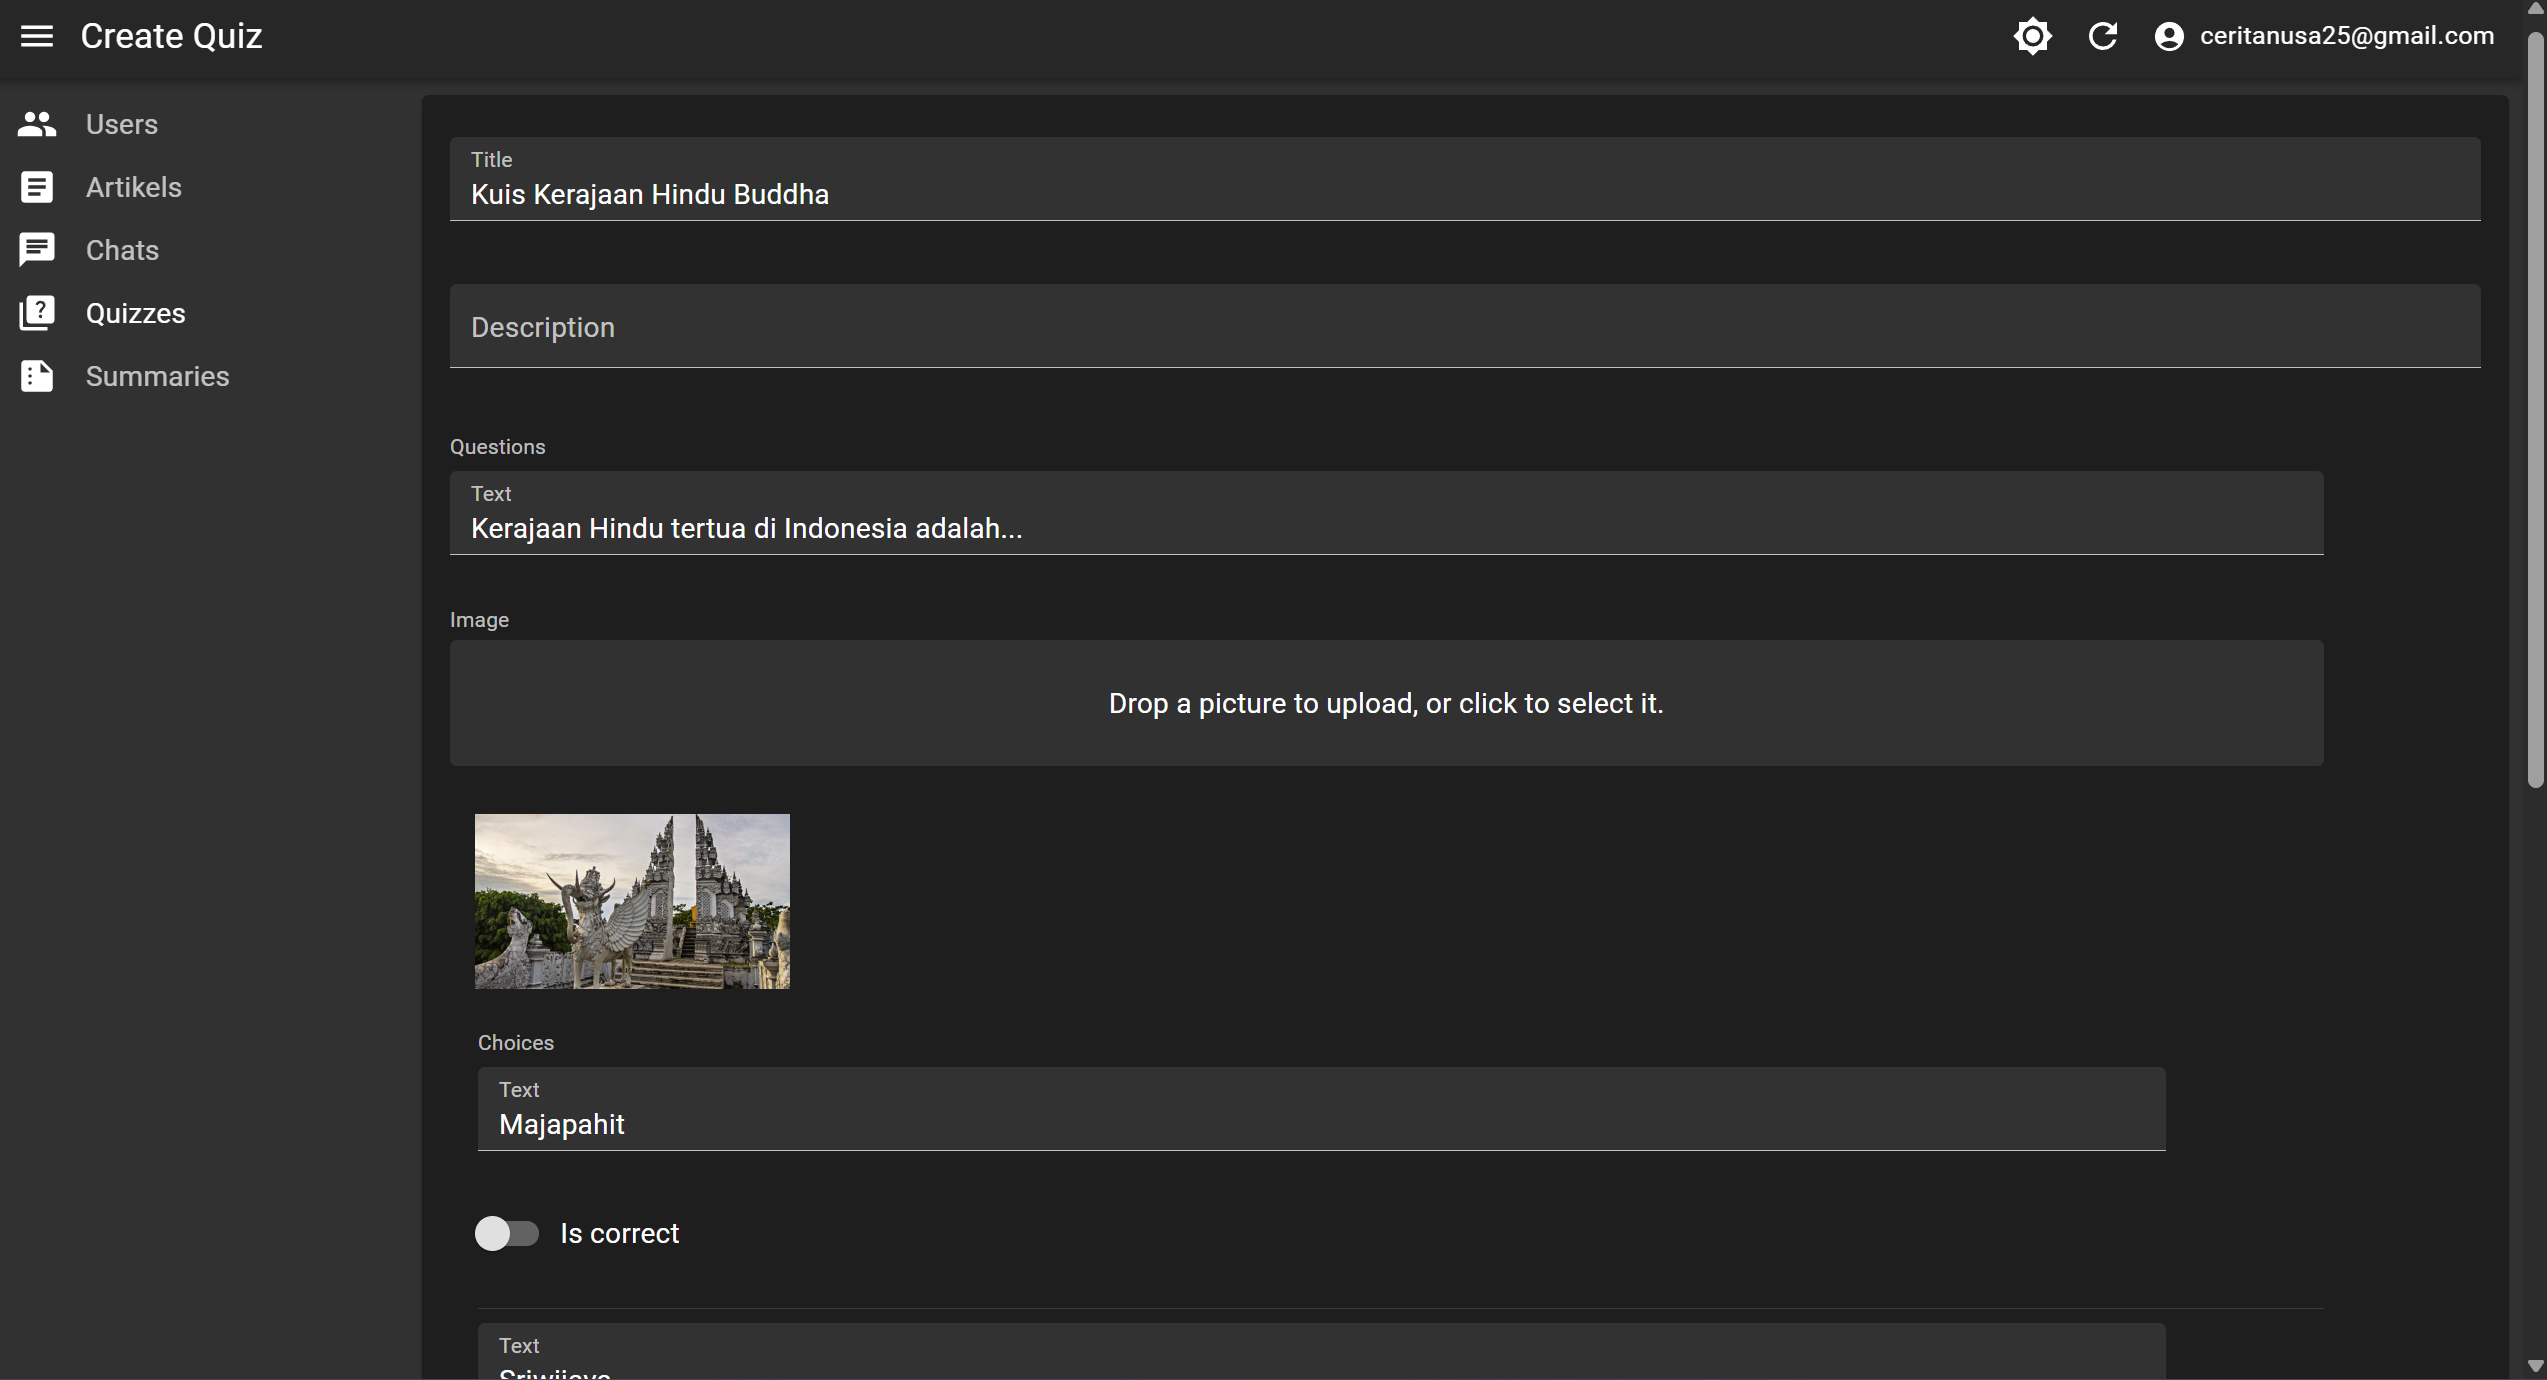 Create Quiz
ceritanusa25@gmail.com
Users
Artikels
Chats
Quizzes
Summaries
Title
Kuis Kerajaan Hindu Buddha
Description
Questions
Text
Kerajaan Hindu tertua di Indonesia adalah...
Image
Drop a picture to upload, or click to select it.
Choices
Text
Majapahit
Is correct
Text
Sriwijaya